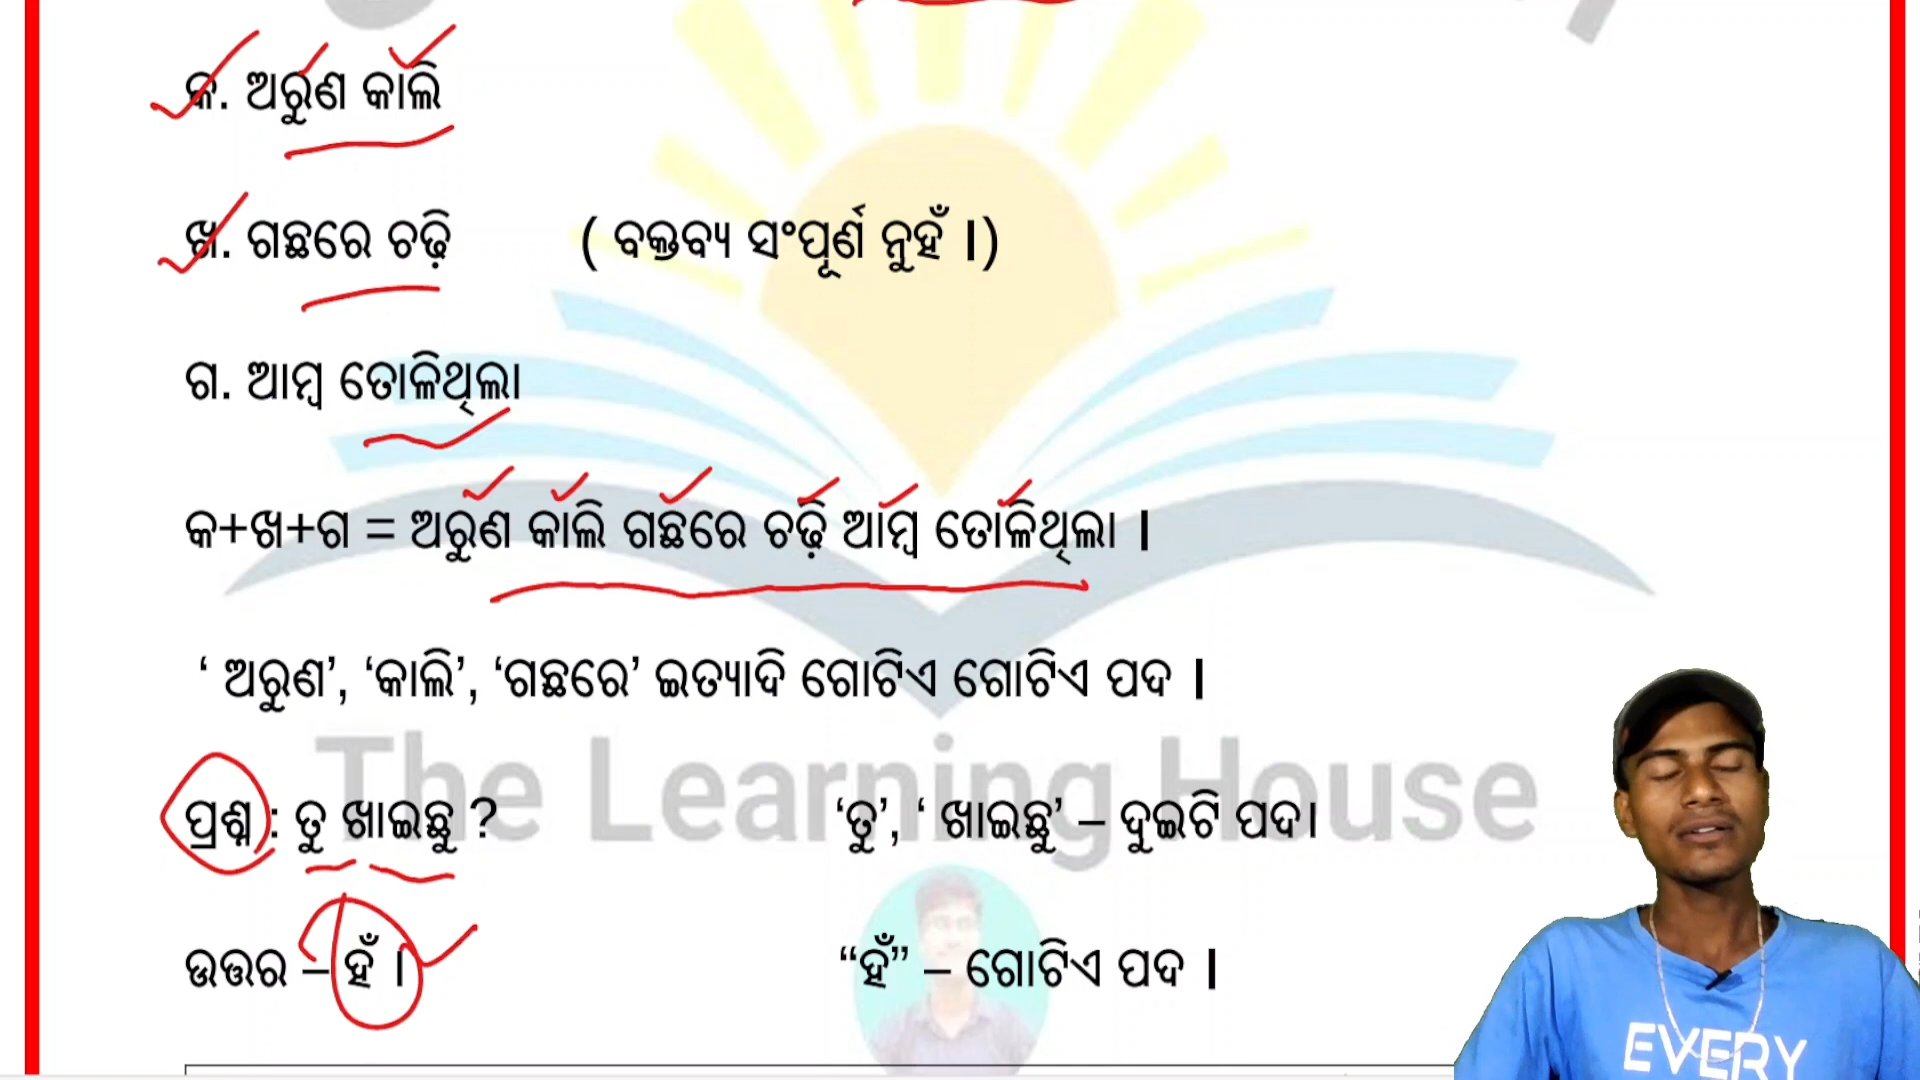 କ. ଅରୁଣ କାଲି
ଖ. ଗଛରେ ଚଢ଼ି ( ବକ୍ତବ୍ୟ ସଂପୂର୍ଣ ନୁହଁ ।)
ଗ. ଆମ୍ବ ତୋଳିଥିଲା
କ+ଖ+ଗ = ଅରୁଣ କାଲି ଗଛରେ ଚଢ଼ି ଆମ୍ବ ତୋଳିଥିଲା ।
‘ ଅରୁଣ’, ‘କାଲି’, ‘ଗଛରେ’ ଇତ୍ୟାଦି ଗୋଟିଏ ଗୋଟିଏ ପଦ ।
The Learning House
ପ୍ରଶ୍ନ : ତୁ ଖାଇଛୁ ? ‘ତୁ’, ‘ ଖାଇଛୁ’ – ଦୁଇଟି ପଦ।
ଉତ୍ତର – ହଁ । “ହଁ” – ଗୋଟିଏ ପଦ ।
EVERY